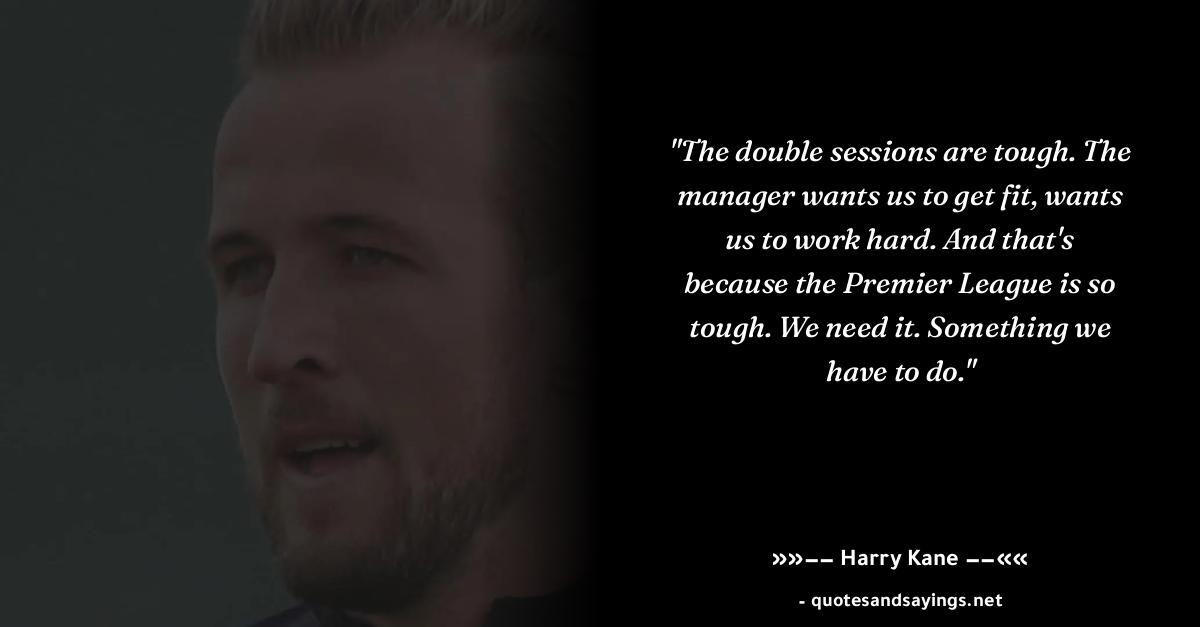 "The double sessions are tough. The
manager wants us to get fit, wants
us to work hard. And that's
because the Premier League is so
tough. We need it. Something we
have to do."
»»−− Harry Kane −−««
- quotesandsayings.net